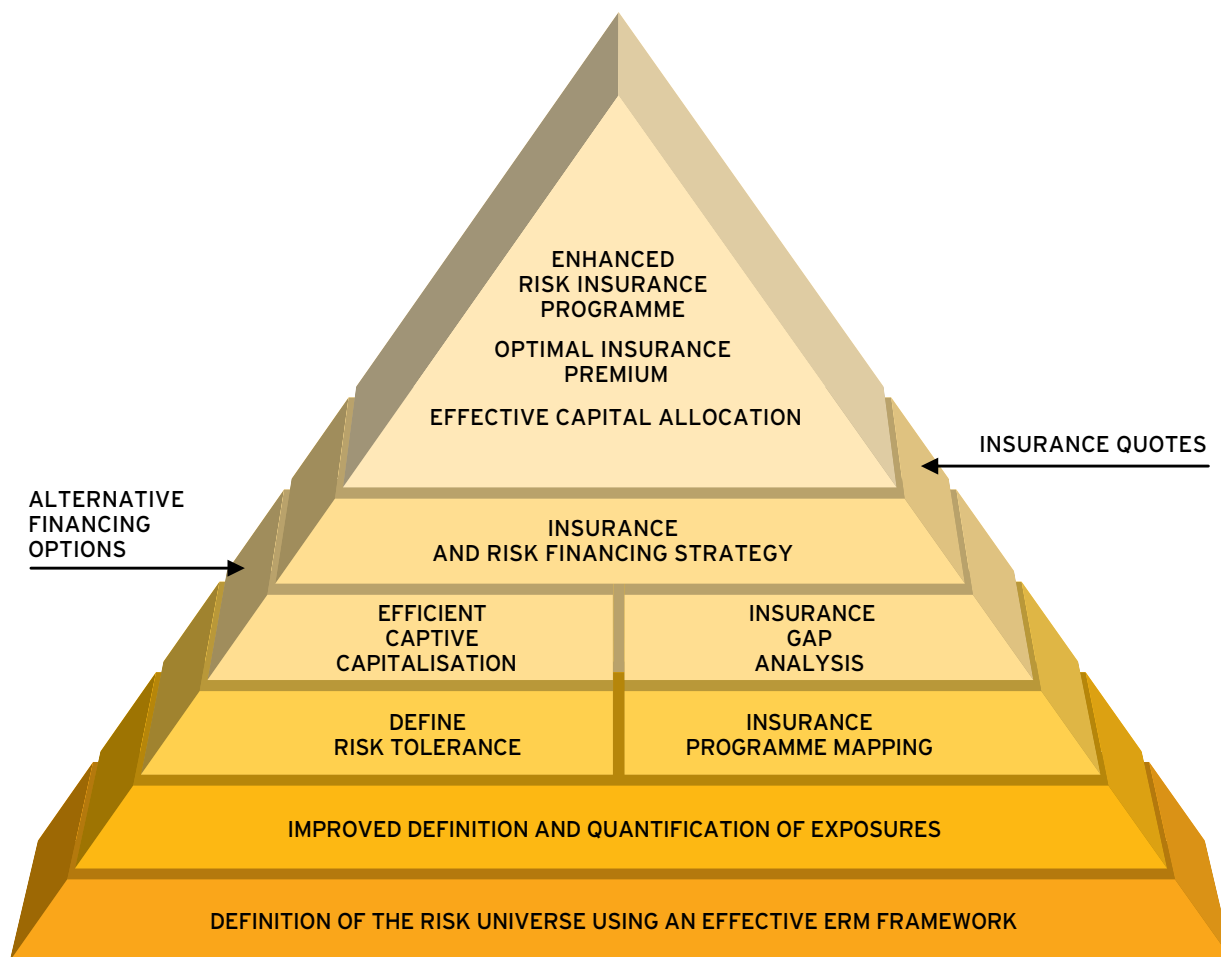 ENHANCED
RISK INSURANCE
PROGRAMME
OPTIMAL INSURANCE
PREMIUM
EFFECTIVE CAPITAL ALLOCATION
INSURANCE QUOTES
ALTERNATIVE
FINANCING
OPTIONS
INSURANCE
AND RISK FINANCING STRATEGY
EFFICIENT
CAPTIVE
CAPITALISATION
INSURANCE
GAP
ANALYSIS
DEFINE
RISK TOLERANCE
INSURANCE
PROGRAMME MAPPING
IMPROVED DEFINITION AND QUANTIFICATION OF EXPOSURES
DEFINITION OF THE RISK UNIVERSE USING AN EFFECTIVE ERM FRAMEWORK